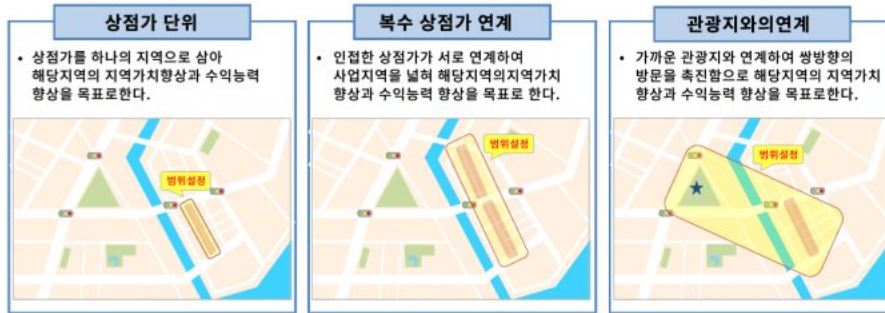 상점가 단위
• 상점가를 하나의 지역으로 삼아
해당지역의 지역가치향상과 수익능력
향상을 목표로한다.
범위설정
복수 상점가 연계
• 인접한 상점가가 서로 연계하여
사업지역을 넓혀 해당지역의지역가치
향상과 수익능력 향상을 목표로 한다.
범위설정
관광지와의연계
• 가까운 관광지와 연계하여 쌍방향의
방문을 촉진함으로 해당지역의 지역가치
향상과 수익능력 향상을 목표로한다.
범위설정